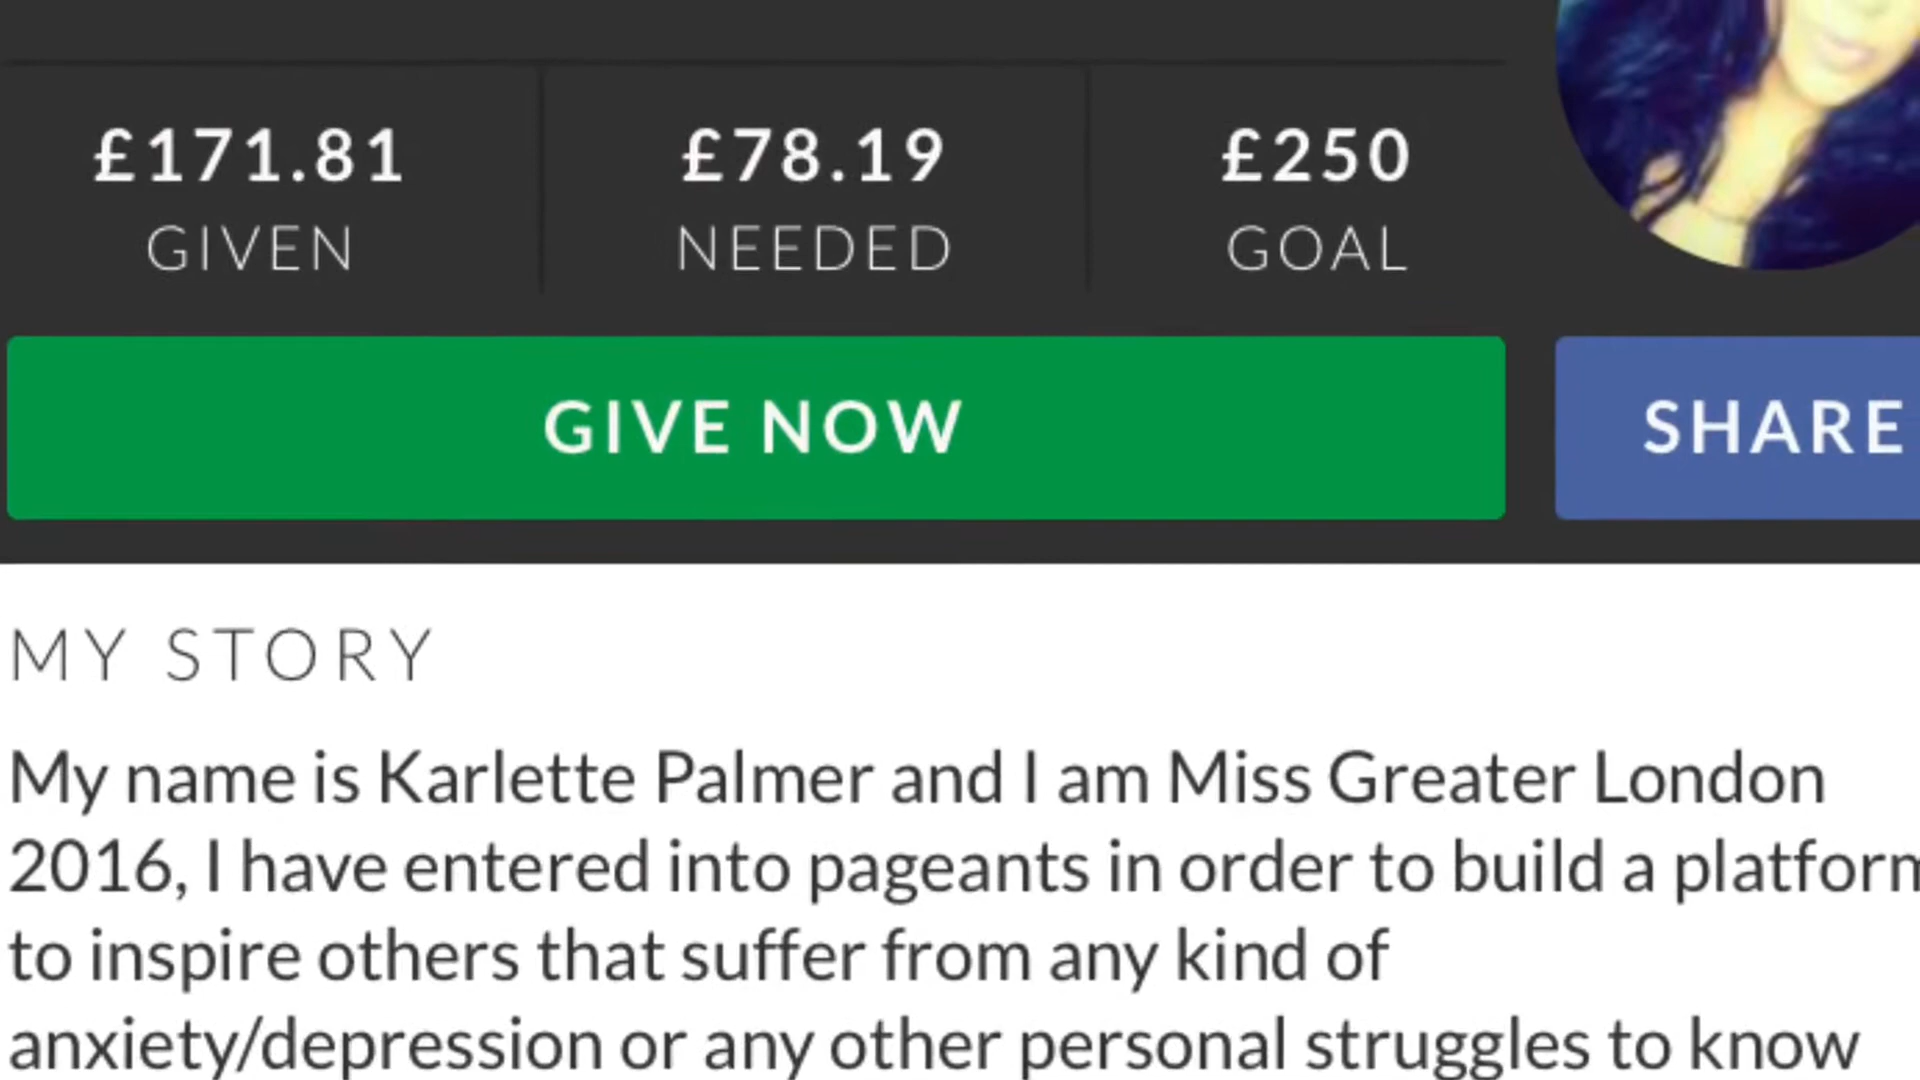 £171.81 £78.19 £250
GIVEN NEEDED GOAL
GIVE NOW SHARE
MY STORY
My name is Karlette Palmer and I am Miss Greater London
2016, I have entered into pageants in order to build a platform
to inspire others that suffer from any kind of
anxiety/depression or any other personal struggles to know